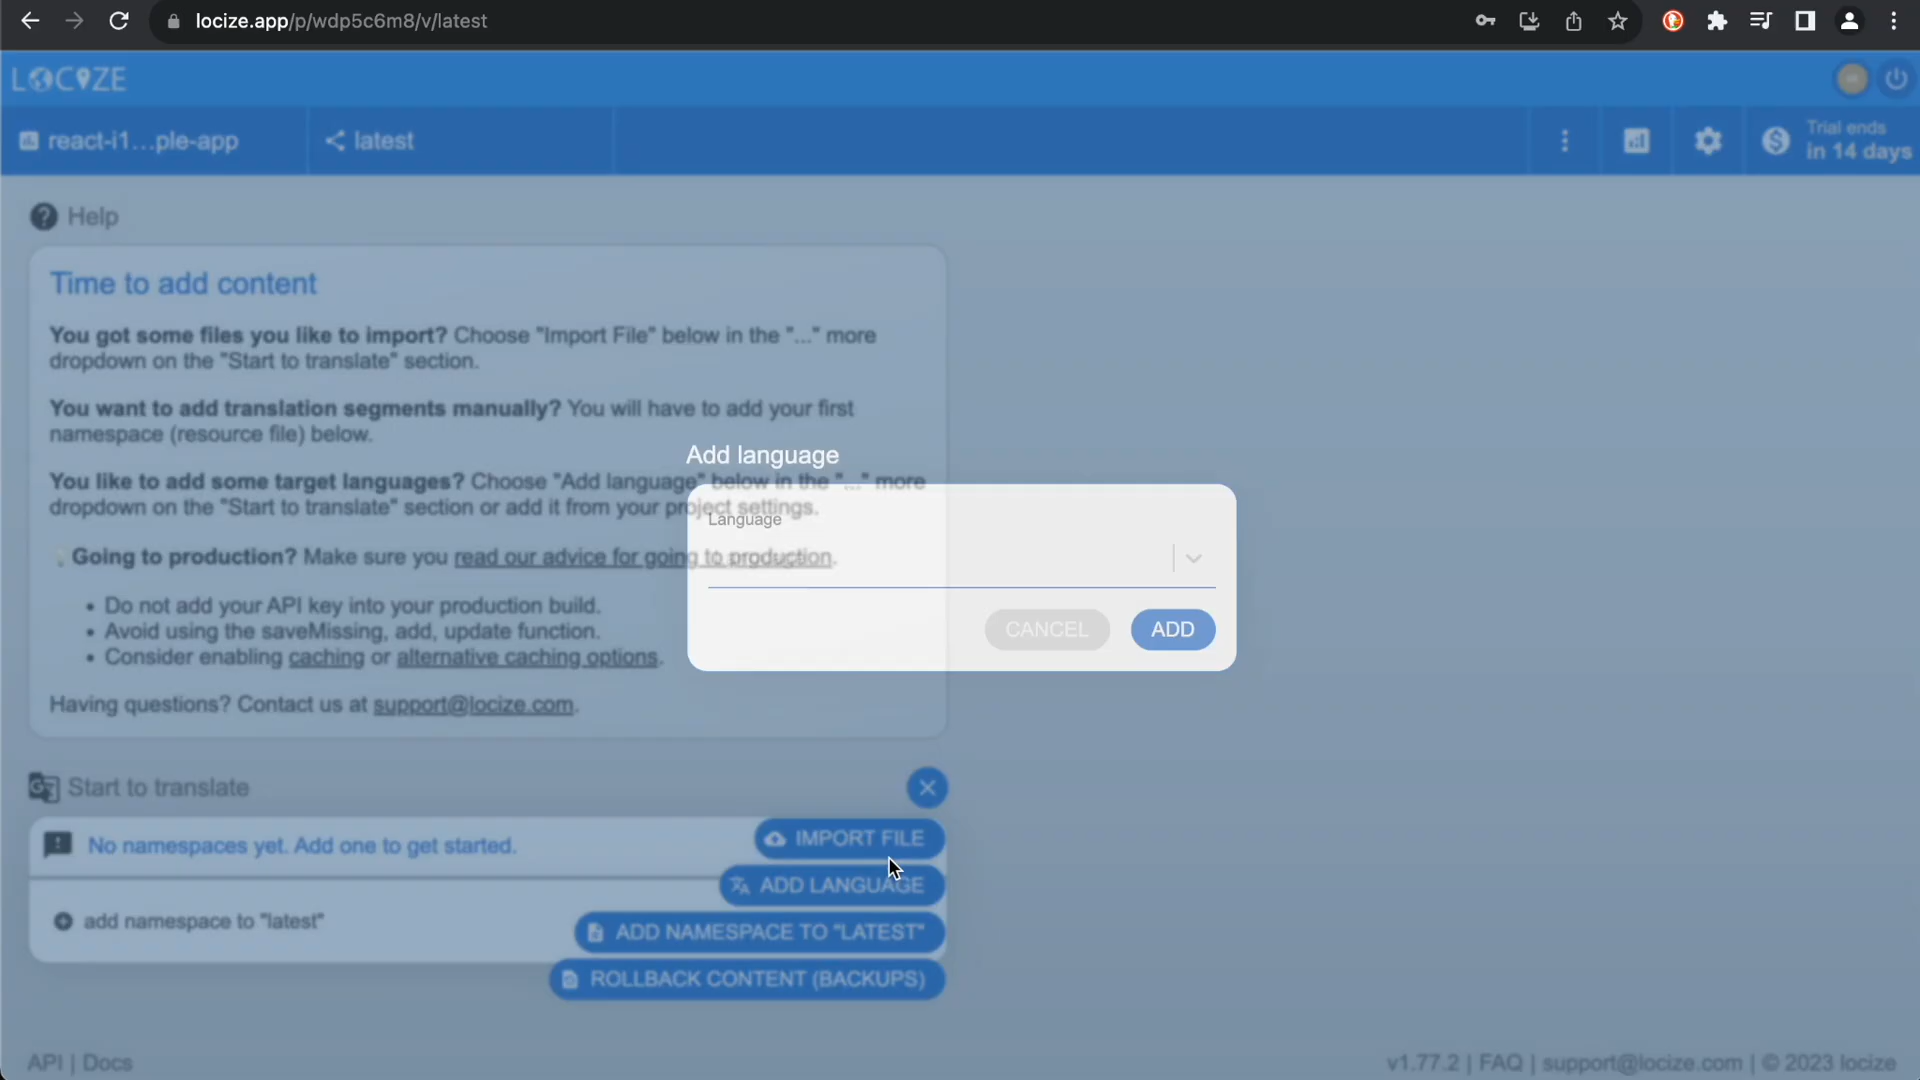 locize.app/p/wdp5c6m8/v/latest
LOCIZE
react-i1...ple-app
latest
Trial ends
in 14 days
Help
Time to add content
You got some files you like to import? Choose "Import File" below in the "..." more
dropdown on the "Start to translate" section.
You want to add translation segments manually? You will have to add your first
namespace (resource file) below.
You like to add some target languages? Choose "Add language" below in the "..." more
dropdown on the "Start to translate" section or add it from your project settings.
Going to production? Make sure you read our advice for going to production.
• Do not add your API key into your production build.
• Avoid using the saveMissing, add, update function.
• Consider enabling caching or alternative caching options.
Having questions? Contact us at support@locize.com.
Add language
Language
CANCEL
ADD
Start to translate
No namespaces yet. Add one to get started.
IMPORT FILE
ADD LANGUAGE
add namespace to "latest"
ADD NAMESPACE TO "LATEST"
ROLLBACK CONTENT (BACKUPS)
API | Docs
v1.77.2 | FAQ | support@locize.com | © 2023 locize